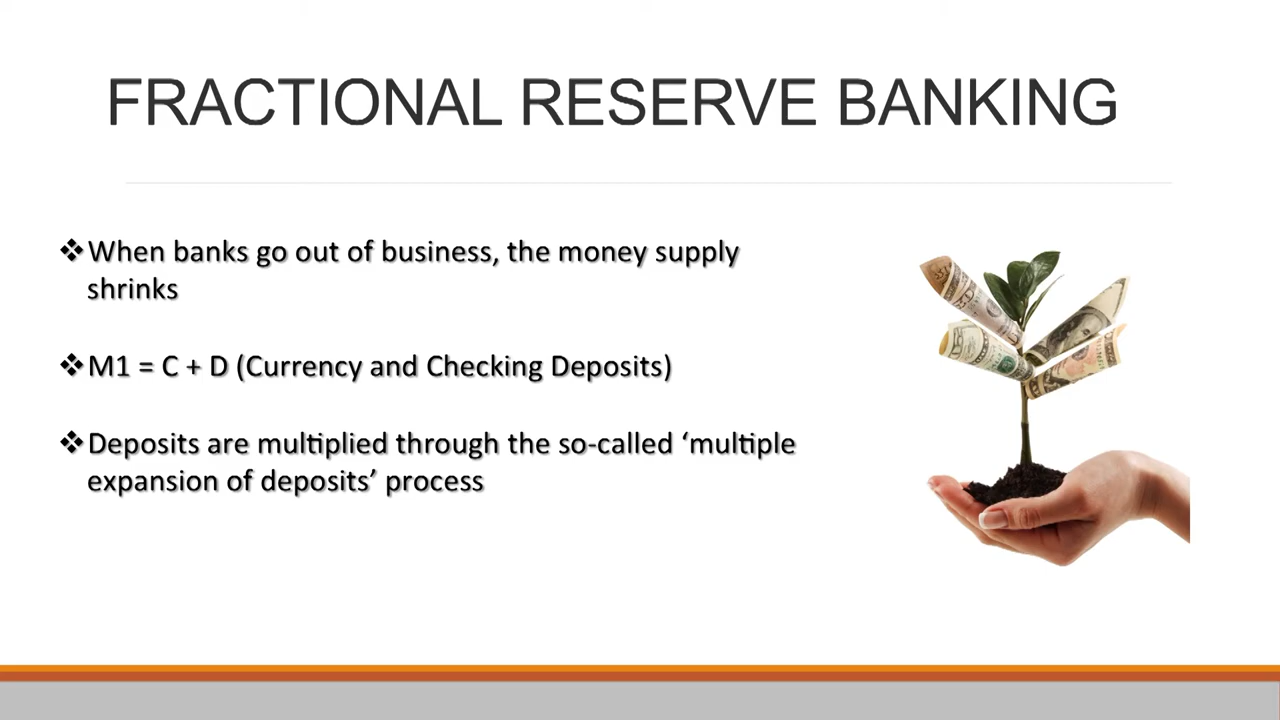 FRACTIONAL RESERVE BANKING
❖When banks go out of business, the money supply
shrinks
❖M1 = C + D (Currency and Checking Deposits)
❖Deposits are multiplied through the so-called ‘multiple
expansion of deposits’ process